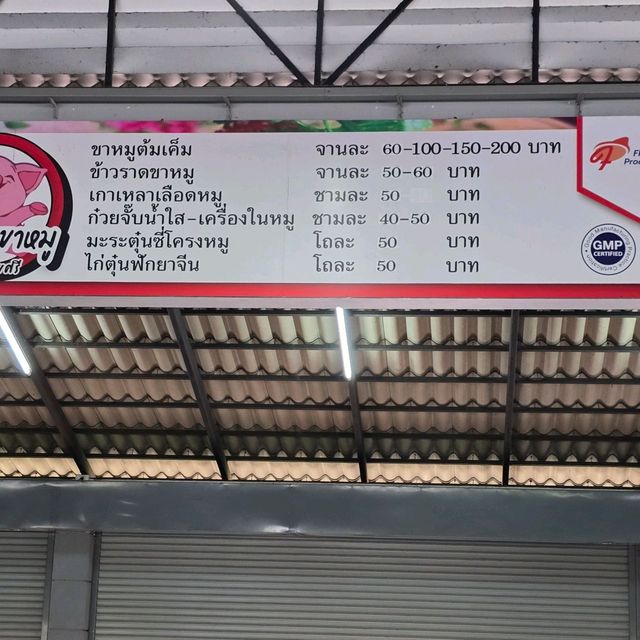 ขาหมูต้มเค็ม จานละ 60-100-150-200 บาท
ข้าวราดขาหมู จานละ 50-60 บาท
เกาเหลาเลือดหมู ชามละ 50 บาท
ก๋วยจั๊บน้ำใส-เครื่องในหมู ชามละ 40-50 บาท
มะระตุ๋นซี่โครงหมู โถละ 50 บาท
ไก่ตุ๋นฟักยาจีน โถละ 50 บาท
ขาหมู
GMP
CERTIFIED
Good Manufacturing Practice